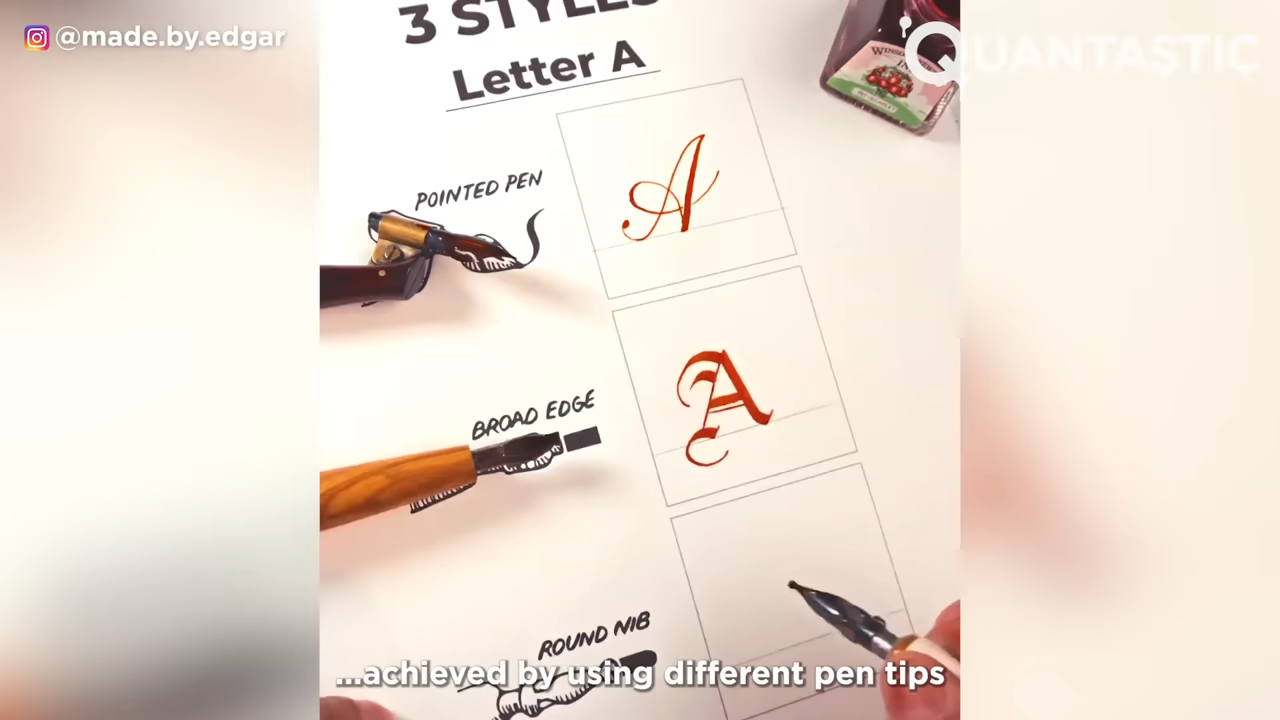 @made.by.edgar
QUANTASTIC
3 STYLES
Letter A
POINTED PEN
A
BROAD EDGE
A
ROUND NIB
...achieved by using different pen tips